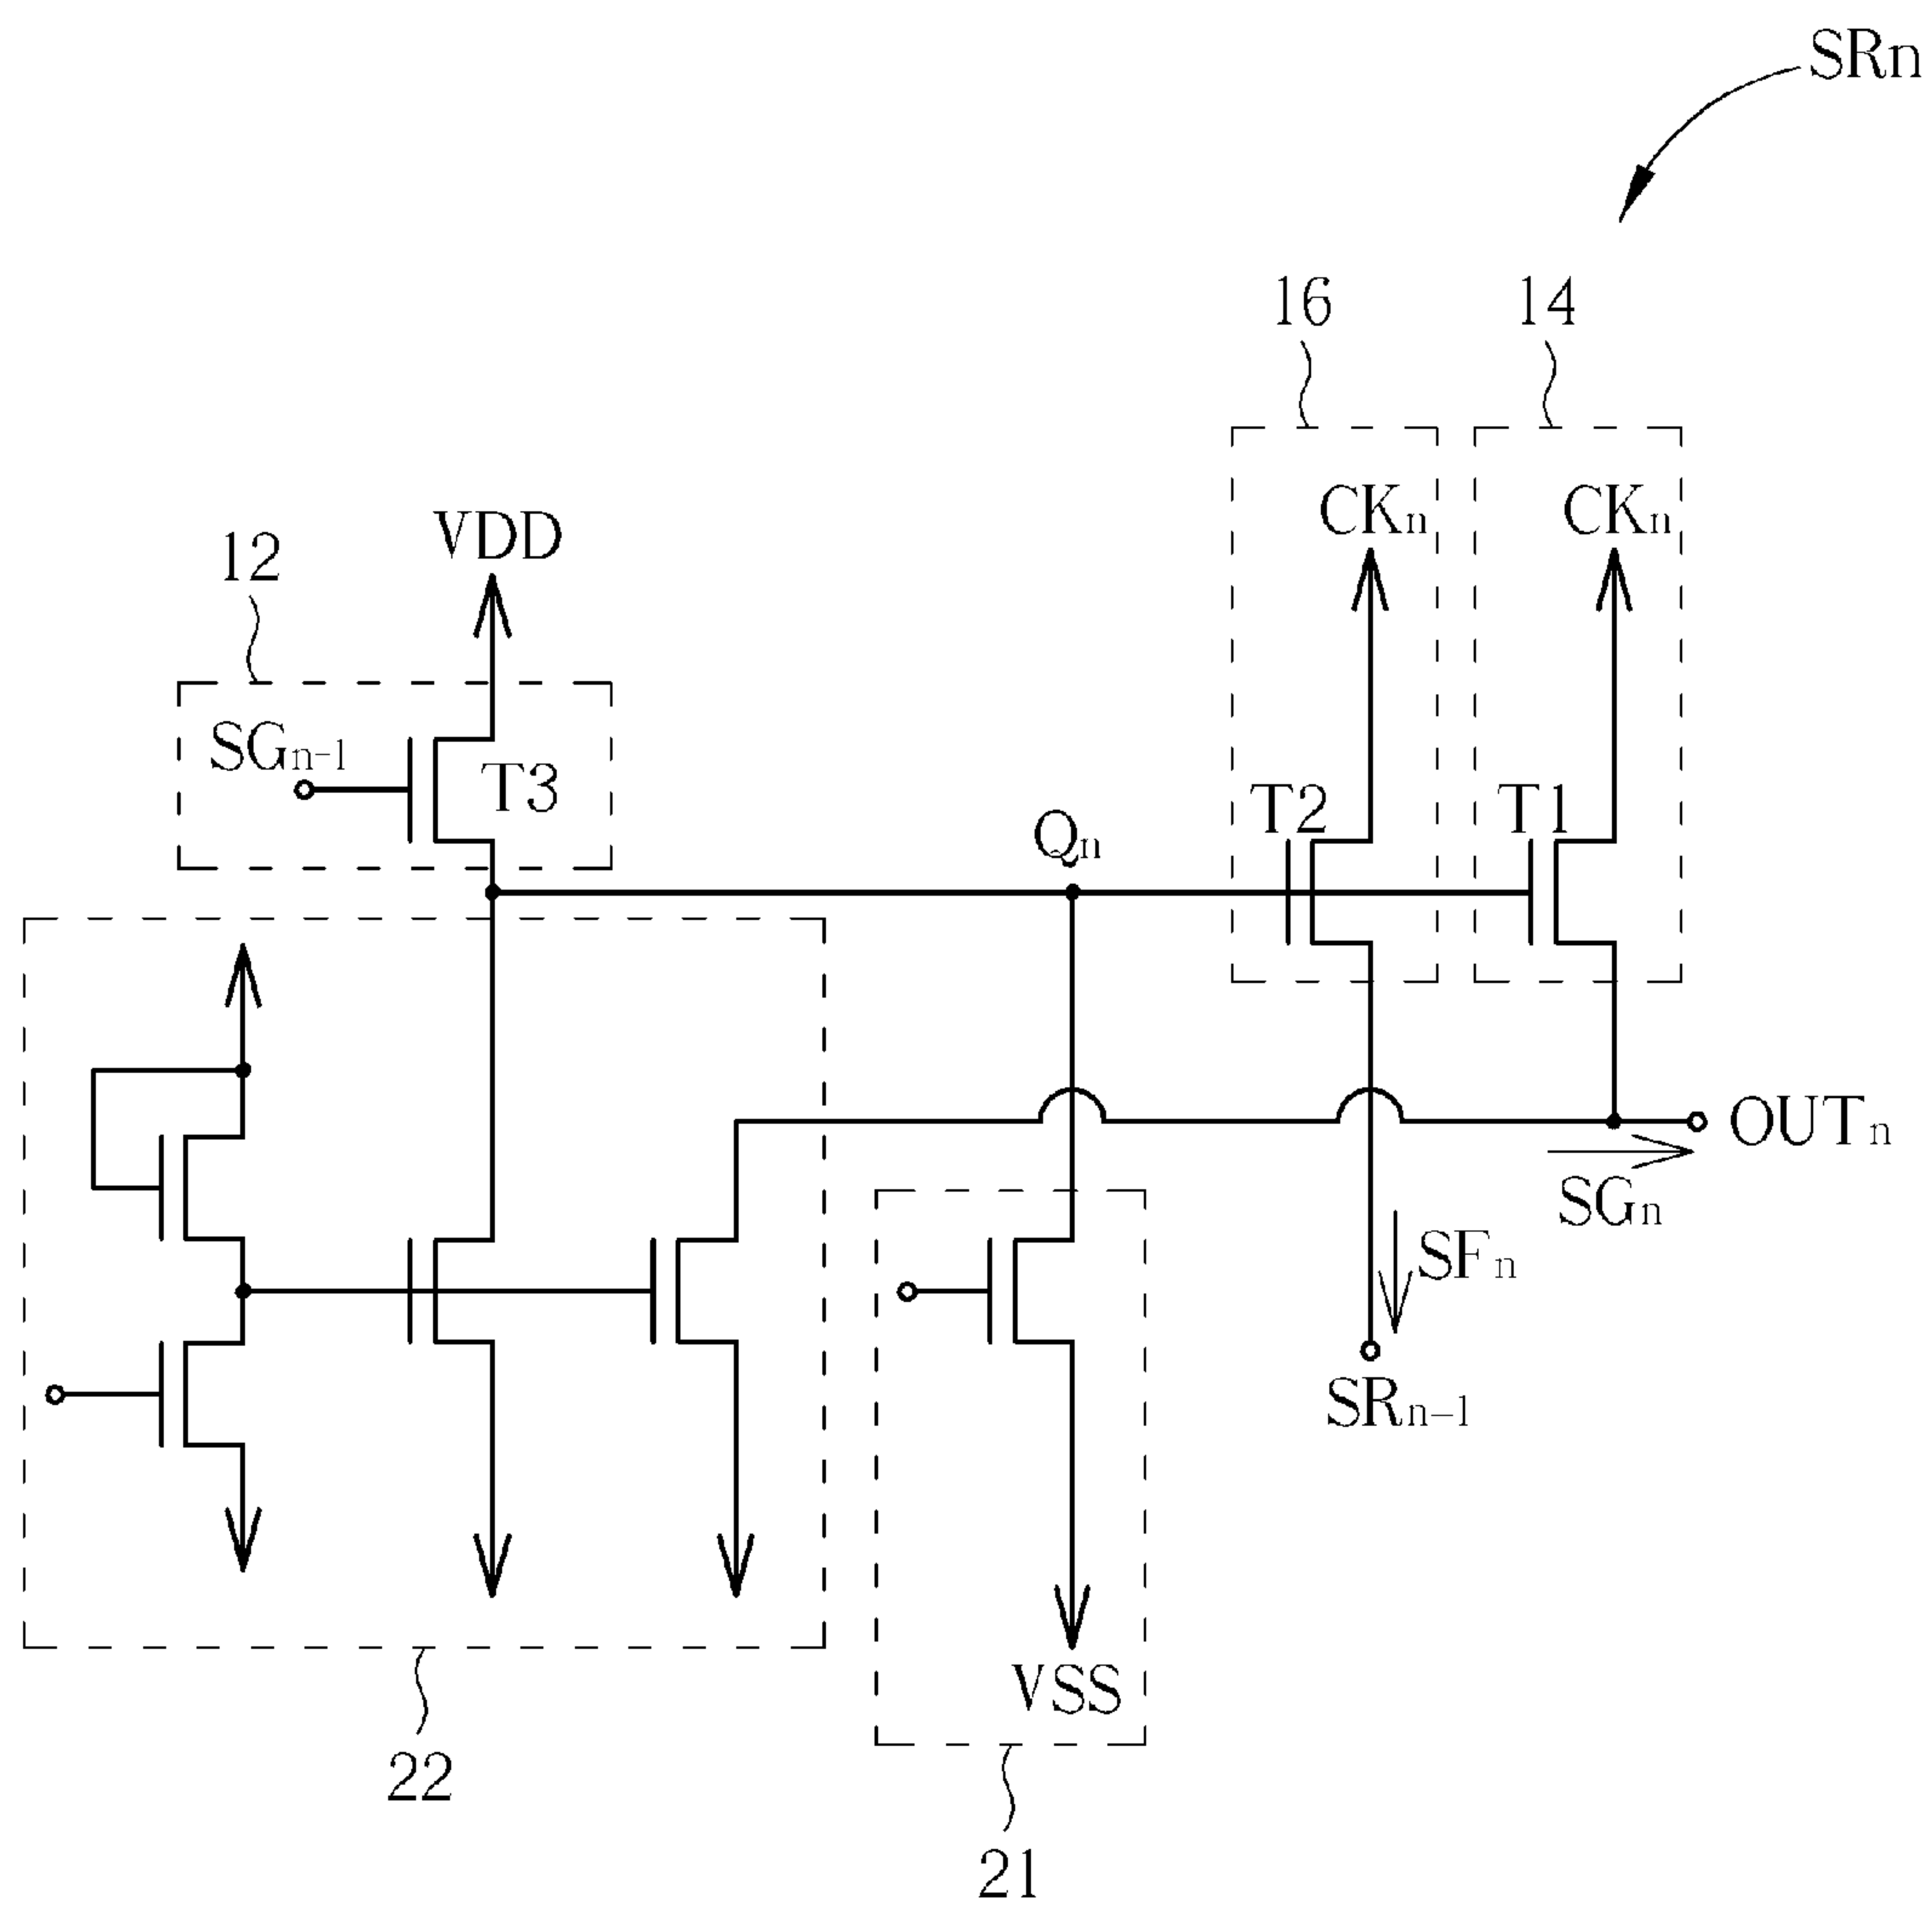 SRn
16
14
CKn
CKn
VDD
12
SGn-1
T3
T2
T1
Qn
OUTn
SGn
SFn
SRn-1
VSS
22
21